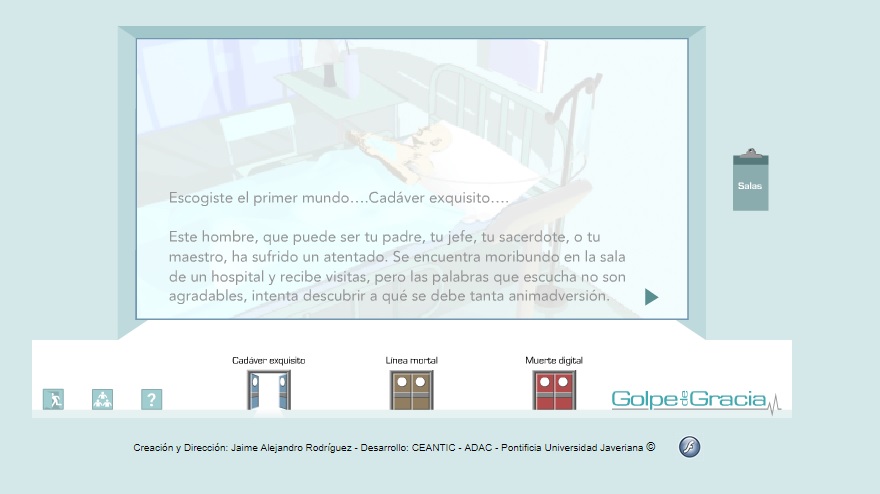 Escogiste el primer mundo....Cadáver exquisito....
Este hombre, que puede ser tu padre, tu jefe, tu sacerdote, o tu
maestro, ha sufrido un atentado. Se encuentra moribundo en la sala
de un hospital y recibe visitas, pero las palabras que escucha no son
agradables, intenta descubrir a qué se debe tanta animadversión.
Salas
Cadáver exquisito
Línea mortal
Muerte digital
?
Golpe de Gracia
Creación y Dirección: Jaime Alejandro Rodríguez - Desarrollo: CEANTIC - ADAC - Pontificia Universidad Javeriana ©